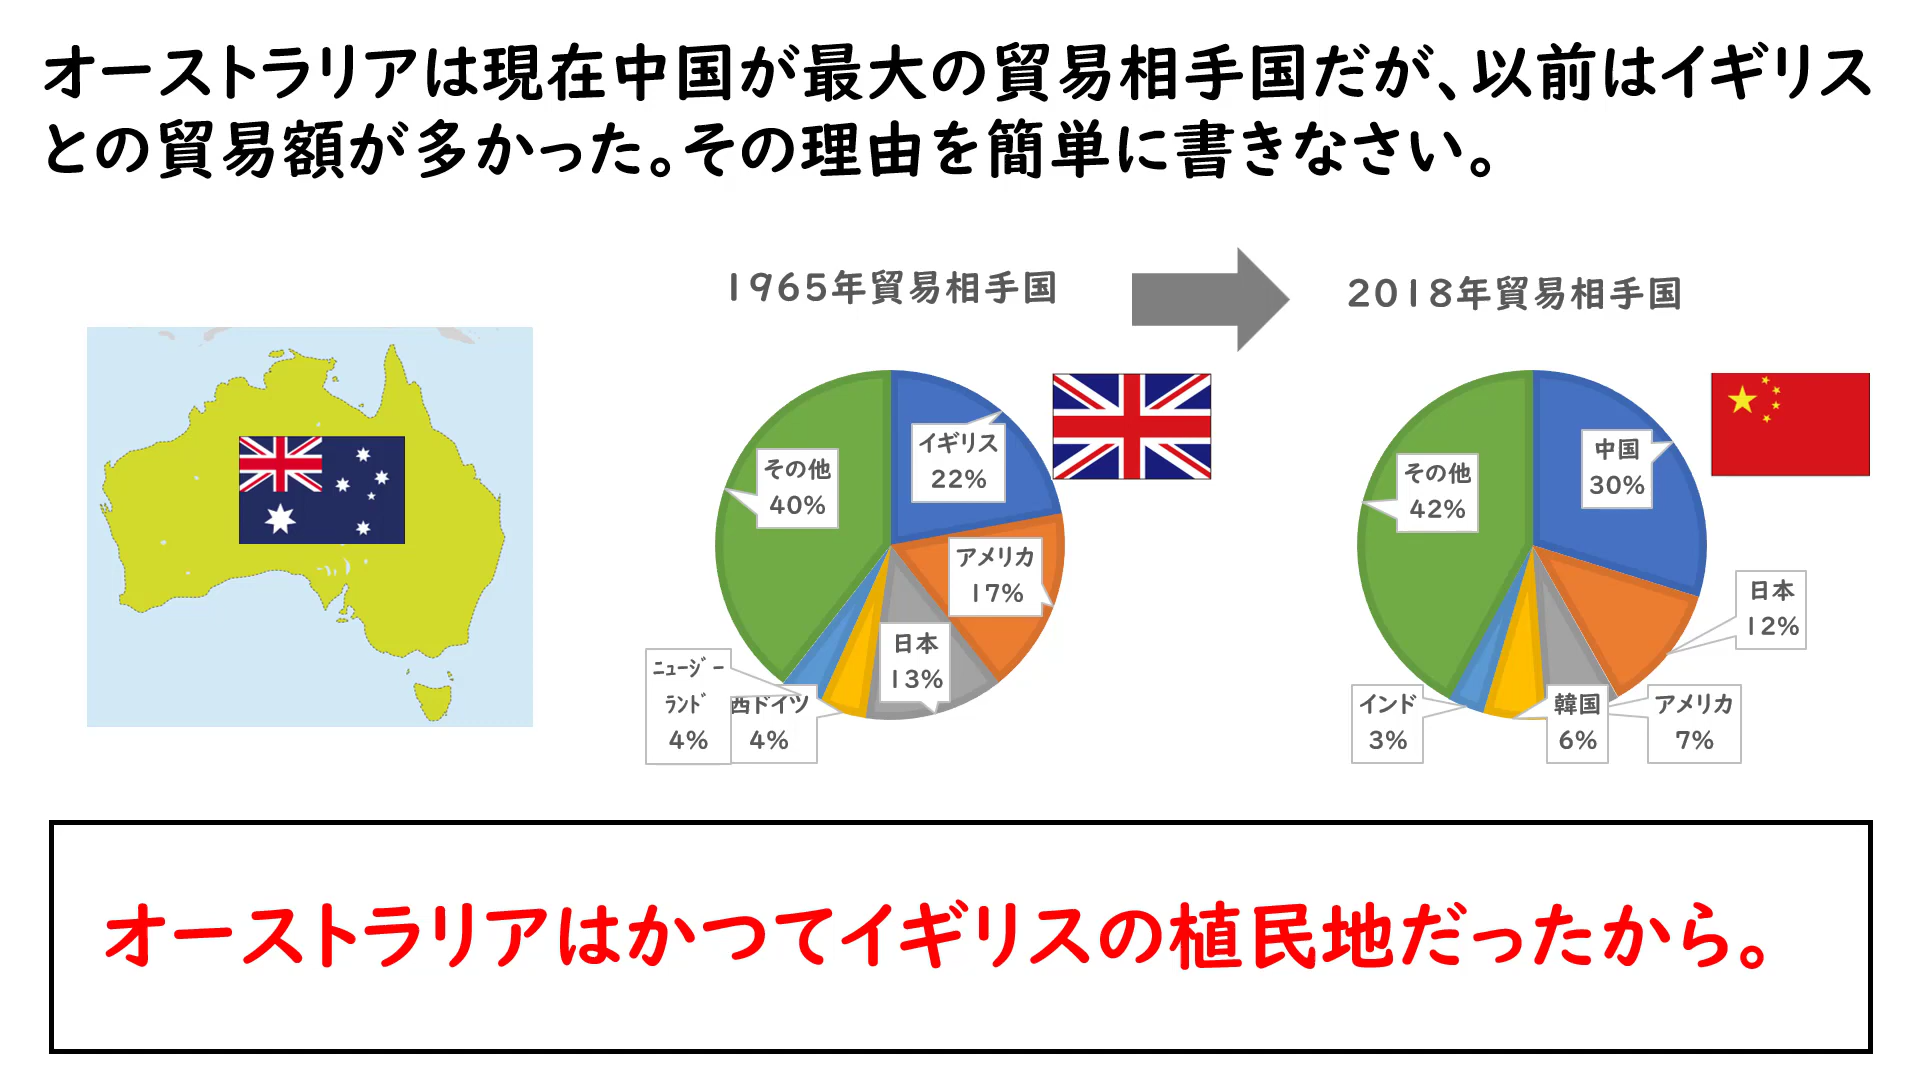 オーストラリアは現在中国が最大の貿易相手国だが、以前はイギリス
との貿易額が多かった。その理由を簡単に書きなさい。
1965年貿易相手国
2018年貿易相手国
イギリス
22%
アメリカ
17%
日本
13%
西ドイツ
4%
ﾆｭｰｼﾞｰ
ﾗﾝﾄﾞ
4%
その他
40%
中国
30%
日本
12%
アメリカ
7%
韓国
6%
インド
3%
その他
42%
オーストラリアはかつてイギリスの植民地だったから。